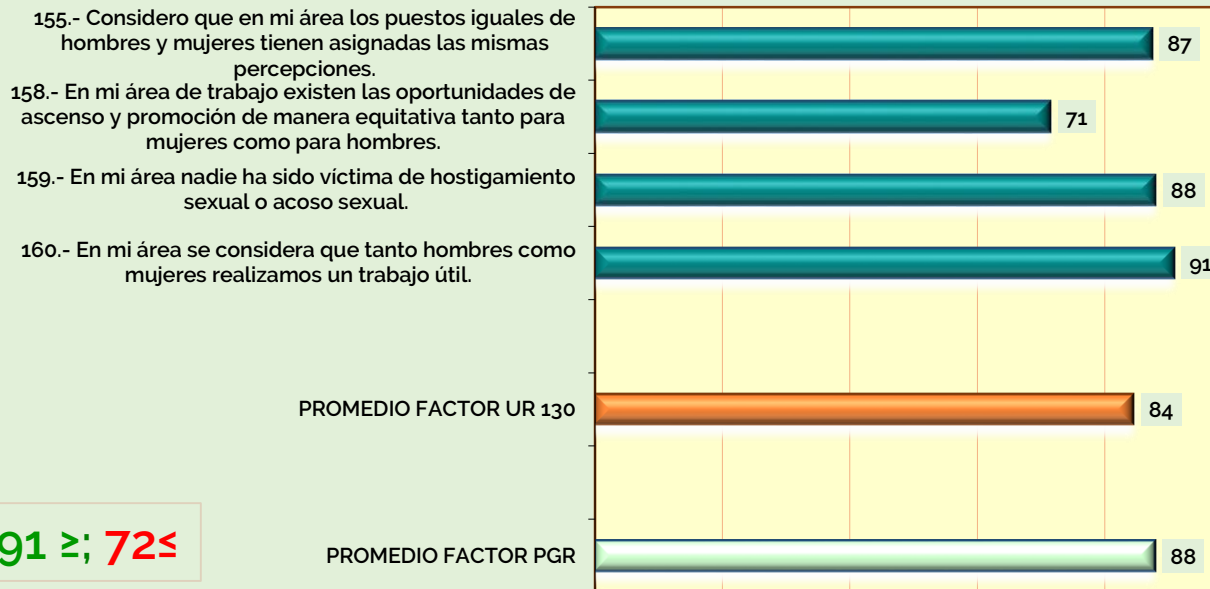 155.- Considero que en mi área los puestos iguales de
hombres y mujeres tienen asignadas las mismas
percepciones.
87
158.- En mi área de trabajo existen las oportunidades de
ascenso y promoción de manera equitativa tanto para
mujeres como para hombres.
71
159.- En mi área nadie ha sido víctima de hostigamiento
sexual o acoso sexual.
88
160.- En mi área se considera que tanto hombres como
mujeres realizamos un trabajo útil.
91
PROMEDIO FACTOR UR 130
84
91 ≥; 72≤
PROMEDIO FACTOR PGR
88